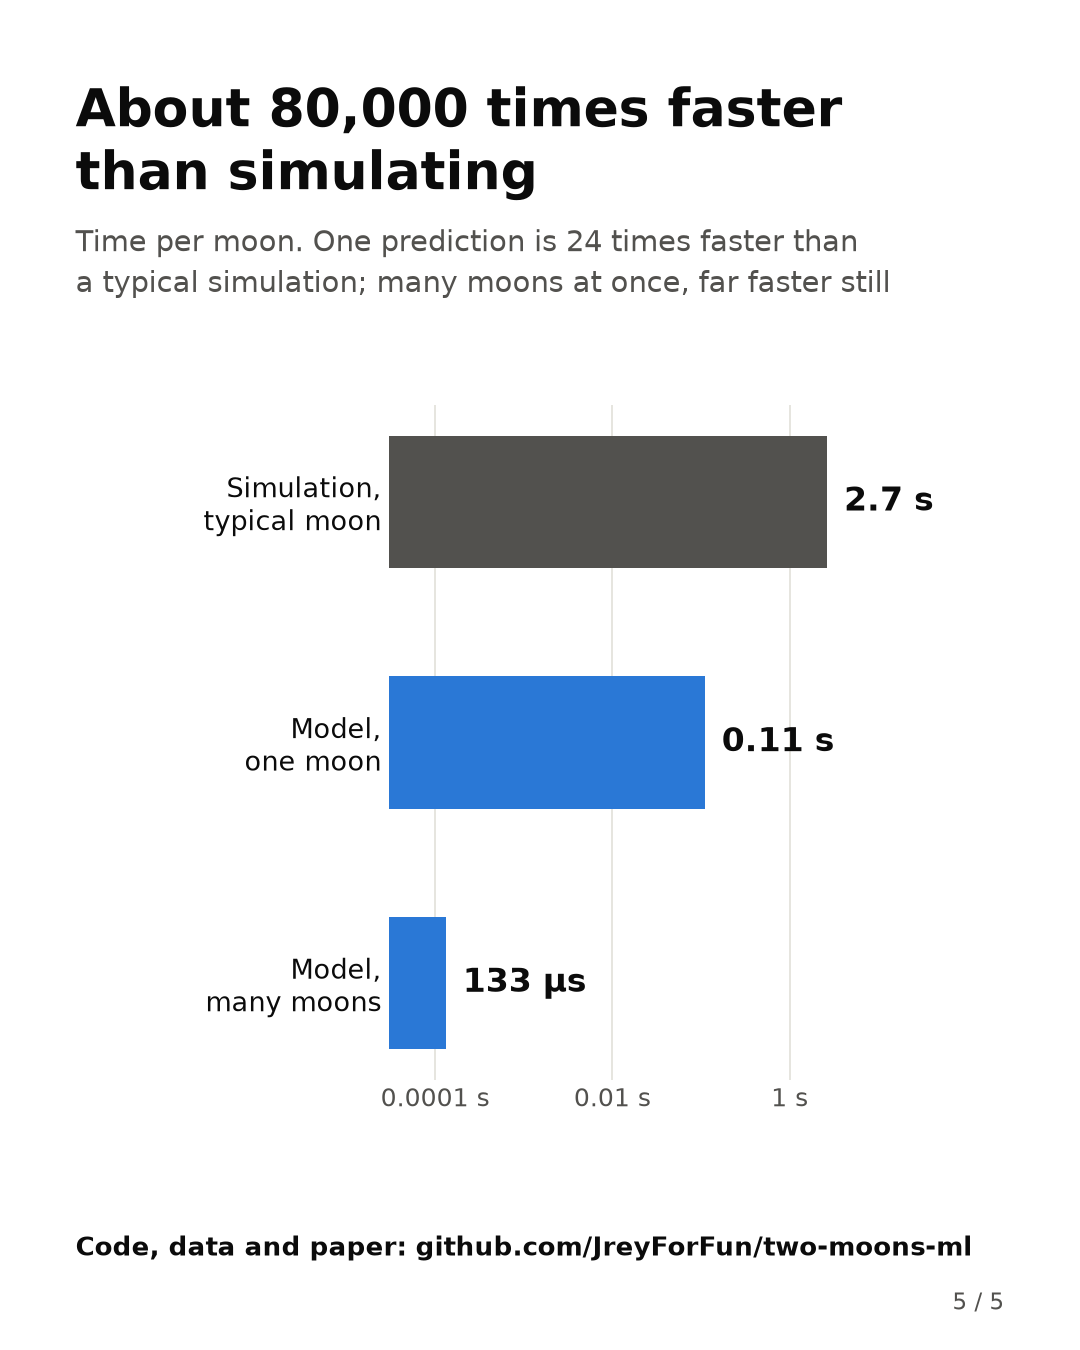 About 80,000 times faster
than simulating
Time per moon. One prediction is 24 times faster than
a typical simulation; many moons at once, far faster still
Simulation,
typical moon
2.7 s
Model,
one moon
0.11 s
Model,
many moons
133 µs
0.0001 s
0.01 s
1 s
Code, data and paper: github.com/JreyForFun/two-moons-ml
5 / 5